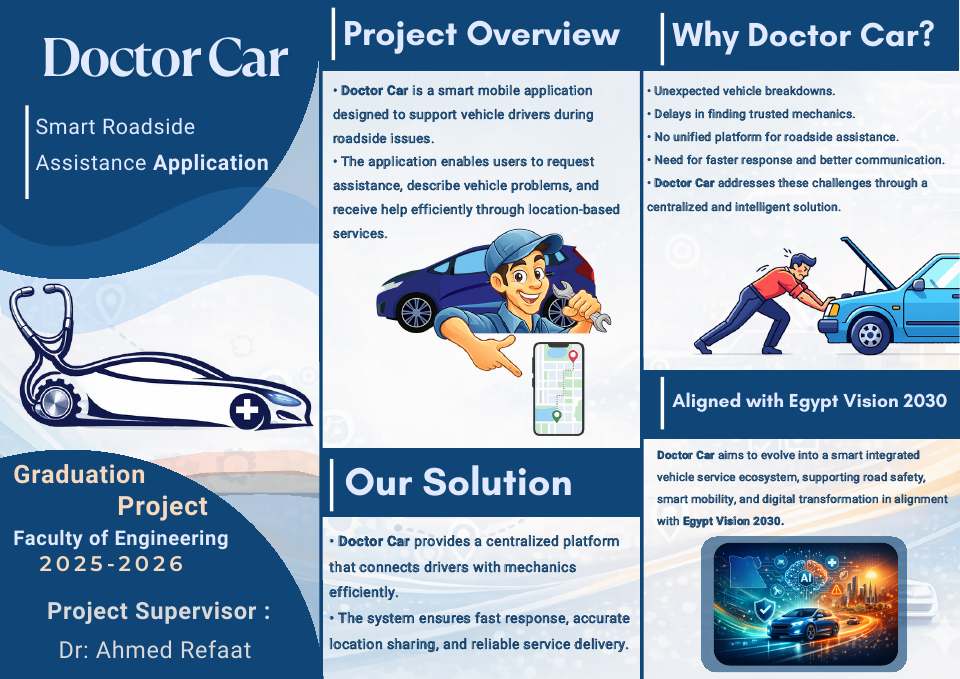 Doctor Car
Smart Roadside
Assistance Application
Graduation
Project
Faculty of Engineering
2025-2026
Project Supervisor :
Dr: Ahmed Refaat
Project Overview
• Doctor Car is a smart mobile application
designed to support vehicle drivers during
roadside issues.
• The application enables users to request
assistance, describe vehicle problems, and
receive help efficiently through location-based
services.
Our Solution
• Doctor Car provides a centralized platform
that connects drivers with mechanics
efficiently.
• The system ensures fast response, accurate
location sharing, and reliable service delivery.
Why Doctor Car?
• Unexpected vehicle breakdowns.
• Delays in finding trusted mechanics.
• No unified platform for roadside assistance.
• Need for faster response and better communication.
• Doctor Car addresses these challenges through a
centralized and intelligent solution.
Aligned with Egypt Vision 2030
Doctor Car aims to evolve into a smart integrated
vehicle service ecosystem, supporting road safety,
smart mobility, and digital transformation in alignment
with Egypt Vision 2030.
AI